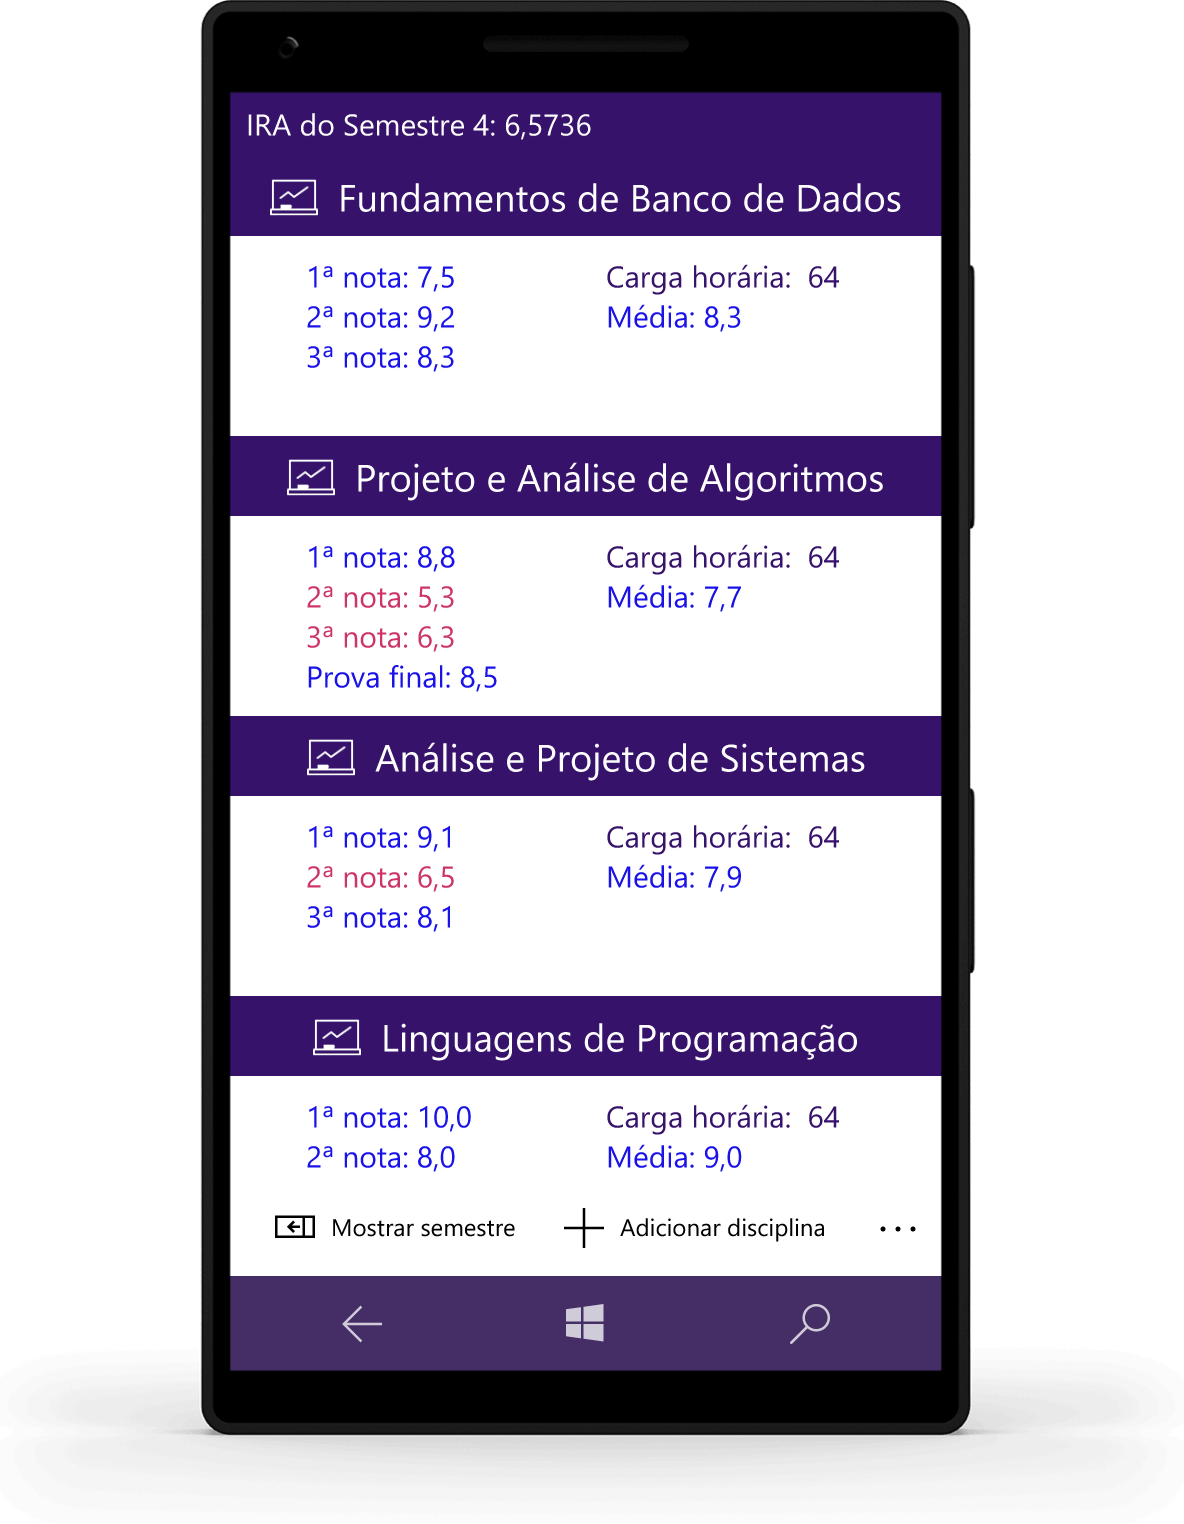 IRA do Semestre 4: 6,5736
Fundamentos de Banco de Dados
1ª nota: 7,5 Carga horária: 64
2ª nota: 9,2 Média: 8,3
3ª nota: 8,3
Projeto e Análise de Algoritmos
1ª nota: 8,8 Carga horária: 64
2ª nota: 5,3 Média: 7,7
3ª nota: 6,3
Prova final: 8,5
Análise e Projeto de Sistemas
1ª nota: 9,1 Carga horária: 64
2ª nota: 6,5 Média: 7,9
3ª nota: 8,1
Linguagens de Programação
1ª nota: 10,0 Carga horária: 64
2ª nota: 8,0 Média: 9,0
Mostrar semestre Adicionar disciplina ...